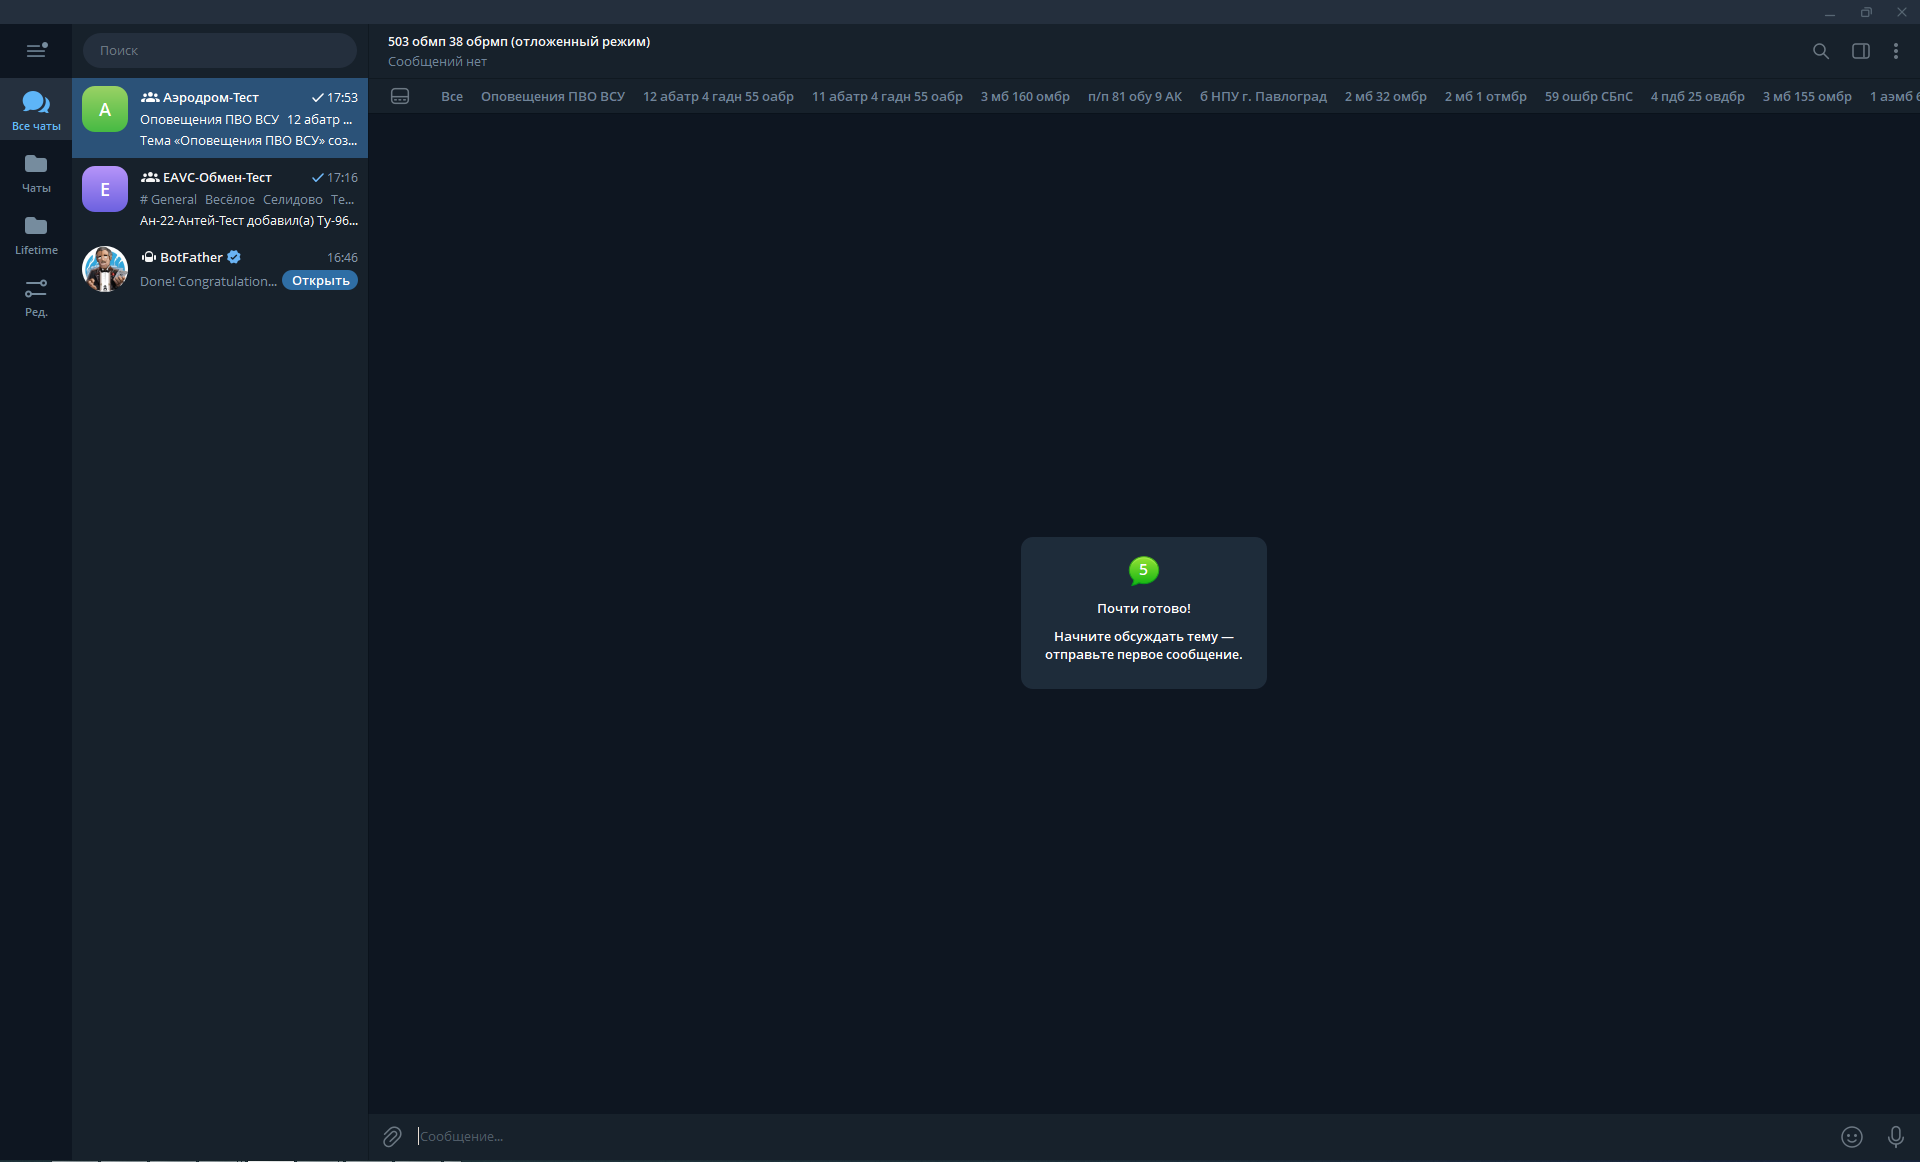 Поиск
Все чаты
Чаты
Lifetime
Ред.
А
Аэродром-Тест
17:53
Оповещения ПВО ВСУ 12 абатр ...
Тема «Оповещения ПВО ВСУ» соз...
E
EAVC-Обмен-Тест
17:16
# General Весёлое Селидово Те...
Ан-22-Антей-Тест добавил(а) Ту-96...
BotFather
16:46
Done! Congratulation...
Открыть
503 обмп 38 обрмп (отложенный режим)
Сообщений нет
Все Оповещения ПВО ВСУ 12 абатр 4 гадн 55 оабр 11 абатр 4 гадн 55 оабр 3 мб 160 омбр п/п 81 обу 9 АК б НПУ г. Павлоград 2 мб 32 омбр 2 мб 1 отмбр 59 ошбр СБпС 4 пдб 25 овдбр 3 мб 155 омбр 1 аэмб
5
Почти готово!
Начните обсуждать тему —
отправьте первое сообщение.
Сообщение...